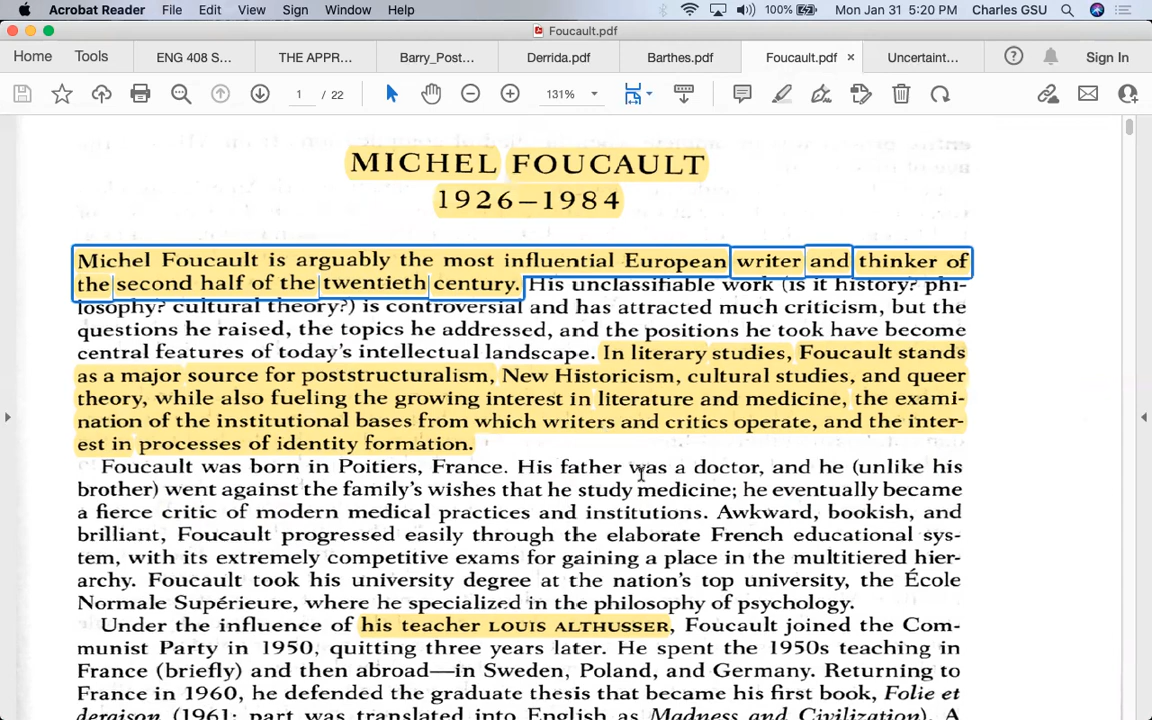 Acrobat Reader File Edit View Sign Window Help 100% Mon Jan 31 5:20 PM Charles GSU
Foucault.pdf
Home Tools ENG 408 S... THE APPR... Barry_Post... Derrida.pdf Barthes.pdf Foucault.pdf × Uncertaint... Sign In
1 / 22 131%
MICHEL FOUCAULT
1926–1984
Michel Foucault is arguably the most influential European writer and thinker of
the second half of the twentieth century. His unclassifiable work (is it history? phi-
losophy? cultural theory?) is controversial and has attracted much criticism, but the
questions he raised, the topics he addressed, and the positions he took have become
central features of today's intellectual landscape. In literary studies, Foucault stands
as a major source for poststructuralism, New Historicism, cultural studies, and queer
theory, while also fueling the growing interest in literature and medicine, the exami-
nation of the institutional bases from which writers and critics operate, and the inter-
est in processes of identity formation.
Foucault was born in Poitiers, France. His father was a doctor, and he (unlike his
brother) went against the family's wishes that he study medicine; he eventually became
a fierce critic of modern medical practices and institutions. Awkward, bookish, and
brilliant, Foucault progressed easily through the elaborate French educational sys-
tem, with its extremely competitive exams for gaining a place in the multitiered hier-
archy. Foucault took his university degree at the nation's top university, the École
Normale Supérieure, where he specialized in the philosophy of psychology.
Under the influence of his teacher LOUIS ALTHUSSER, Foucault joined the Com-
munist Party in 1950, quitting three years later. He spent the 1950s teaching in
France (briefly) and then abroad—in Sweden, Poland, and Germany. Returning to
France in 1960, he defended the graduate thesis that became his first book, Folie et
deraison (1961; part was translated into English as Madness and Civilization). A